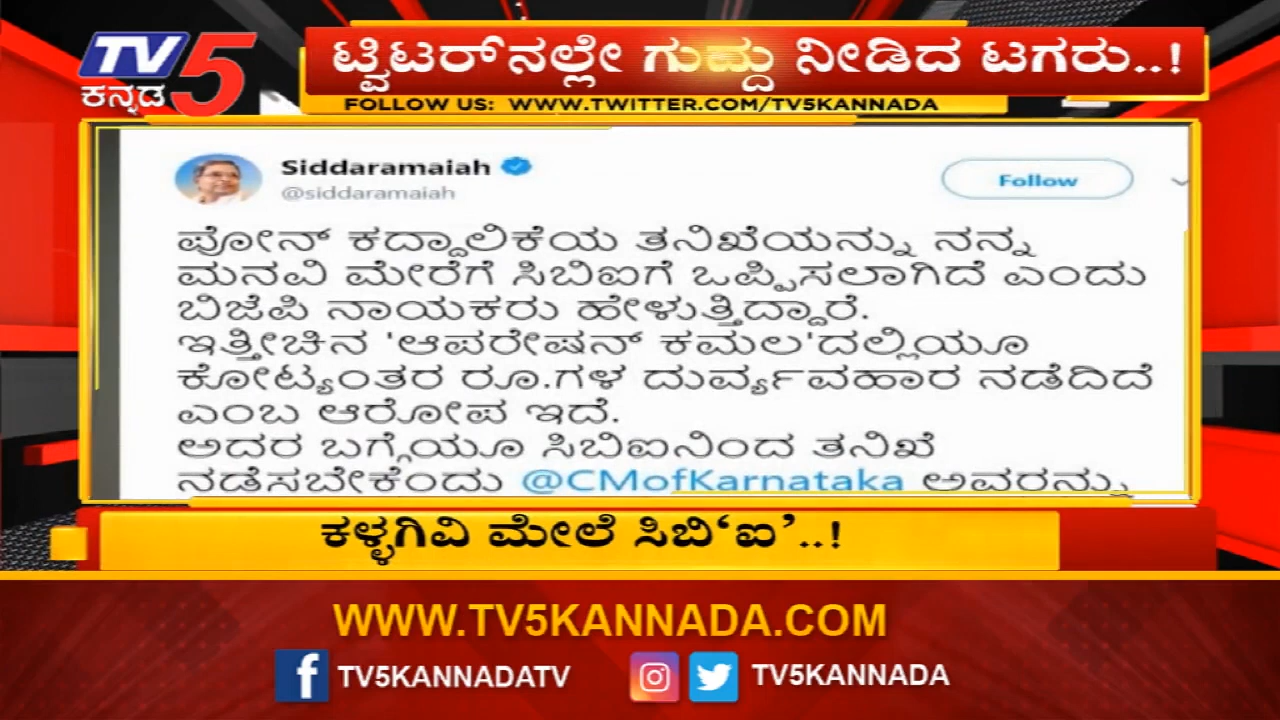 TV5
ಕನ್ನಡ
ಟ್ವಿಟರ್‌ನಲ್ಲೇ ಗುಮ್ದು ನೀಡಿದ ಟಗರು..!
FOLLOW US: WWW.TWITTER.COM/TV5KANNADA
Siddaramaiah
@siddaramaiah
Follow
ಪೋನ್ ಕದ್ದಾಲಿಕೆಯ ತನಿಖೆಯನ್ನು ನನ್ನ
ಮನವಿ ಮೇರೆಗೆ ಸಿಬಿಐಗೆ ಒಪ್ಪಿಸಲಾಗಿದೆ ಎಂದು
ಬಿಜೆಪಿ ನಾಯಕರು ಹೇಳುತ್ತಿದ್ದಾರೆ.
ಇತ್ತೀಚಿನ 'ಆಪರೇಷನ್ ಕಮಲ'ದಲ್ಲಿಯೂ
ಕೋಟ್ಯಂತರ ರೂ.ಗಳ ದುರ್ವ್ಯವಹಾರ ನಡೆದಿದೆ
ಎಂಬ ಆರೋಪ ಇದೆ.
ಅದರ ಬಗ್ಗೆಯೂ ಸಿಬಿಐನಿಂದ ತನಿಖೆ
ನಡೆಸಬೇಕೆಂದು @CMofKarnataka ಅವರನ್ನು
ಕಳ್ಳಗಿವಿ ಮೇಲೆ ಸಿಬಿ‘ಐ’..!
WWW.TV5KANNADA.COM
TV5KANNADATV
TV5KANNADA